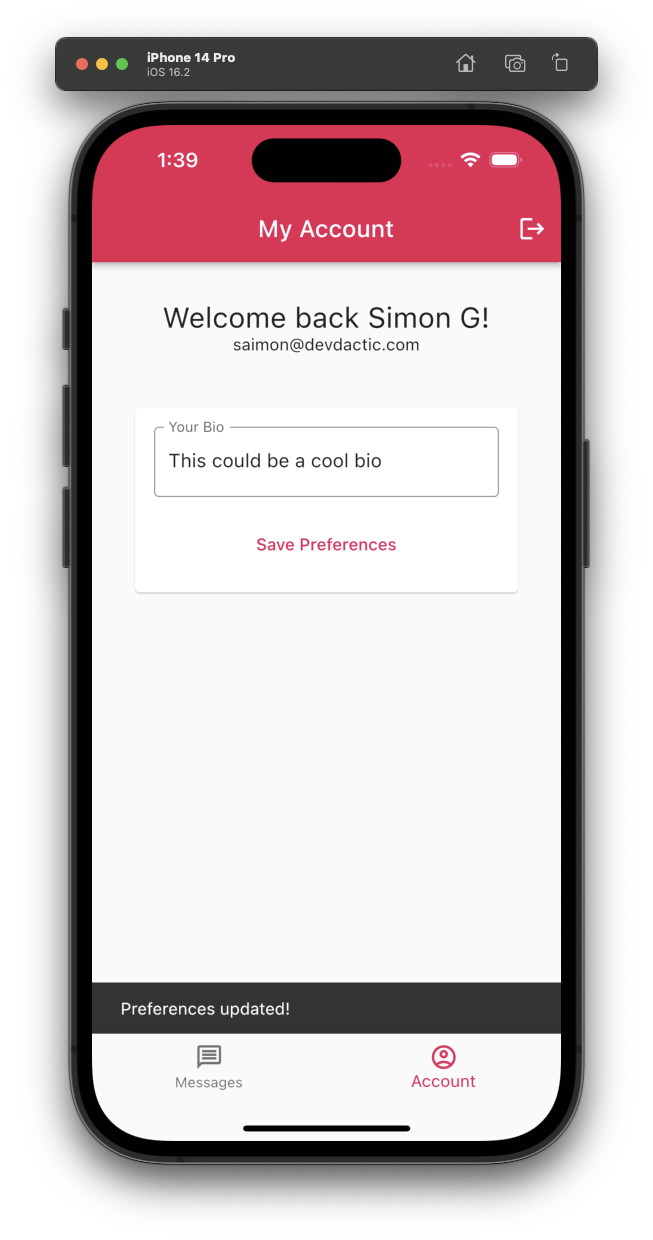 iPhone 14 Pro
iOS 16.2
1:39
My Account
Welcome back Simon G!
saimon@devdactic.com
Your Bio
This could be a cool bio
Save Preferences
Preferences updated!
Messages
Account